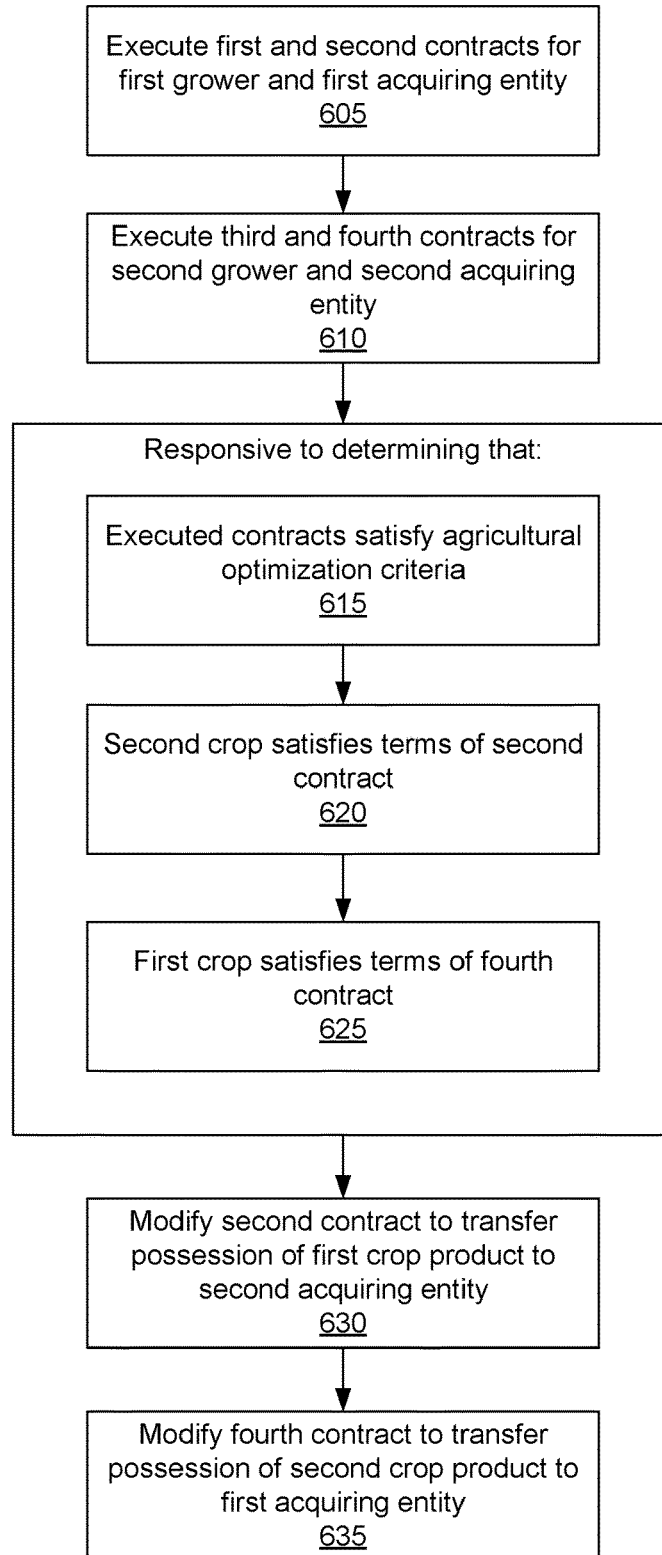 Execute first and second contracts for
first grower and first acquiring entity
605
Execute third and fourth contracts for
second grower and second acquiring
entity
610
Responsive to determining that:
Executed contracts satisfy agricultural
optimization criteria
615
Second crop satisfies terms of second
contract
620
First crop satisfies terms of fourth
contract
625
Modify second contract to transfer
possession of first crop product to
second acquiring entity
630
Modify fourth contract to transfer
possession of second crop product to
first acquiring entity
635